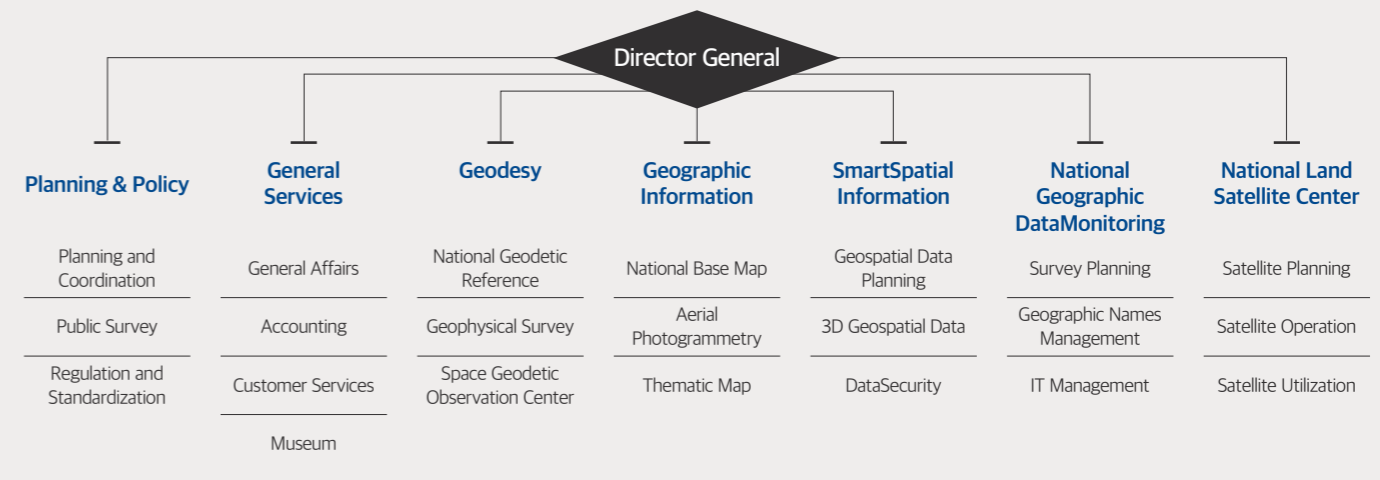 Director General
Planning & Policy
Planning and
Coordination
Public Survey
Regulation and
Standardization
General
Services
General Affairs
Accounting
Customer Services
Museum
Geodesy
National Geodetic
Reference
Geophysical Survey
Space Geodetic
Observation Center
Geographic
Information
National Base Map
Aerial
Photogrammetry
Thematic Map
SmartSpatial
Information
Geospatial Data
Planning
3D Geospatial Data
DataSecurity
National
Geographic
DataMonitoring
Survey Planning
Geographic Names
Management
IT Management
National Land
Satellite Center
Satellite Planning
Satellite Operation
Satellite Utilization